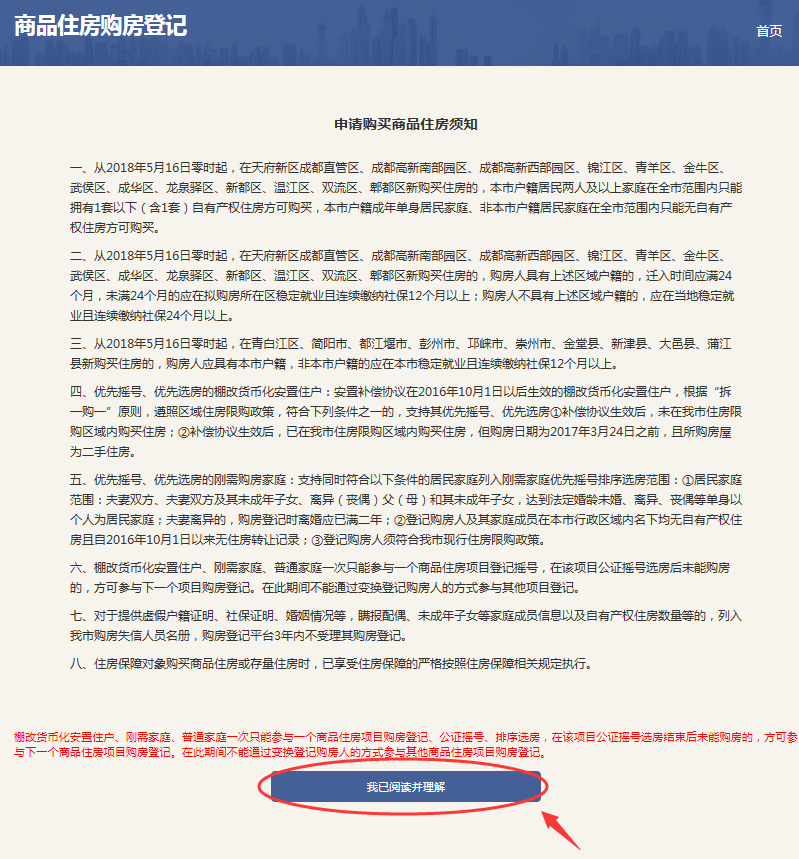 商品住房购房登记
首页
申请购买商品住房须知
一、从2018年5月16日零时起，在天府新区成都直管区、成都高新南部园区、成都高新西部园区、锦江区、青羊区、金牛区、
武侯区、成华区、龙泉驿区、新都区、温江区、双流区、郫都区新购买住房的，本市户籍居民两人及以上家庭在全市范围内只能
拥有1套以下（含1套）自有产权住房方可购买，本市户籍成年单身居民家庭、非本市户籍居民家庭在全市范围内只能无自有产
权住房方可购买。
二、从2018年5月16日零时起，在天府新区成都直管区、成都高新南部园区、成都高新西部园区、锦江区、青羊区、金牛区、
武侯区、成华区、龙泉驿区、新都区、温江区、双流区、郫都区新购买住房的，购房人具有上述区域户籍的，迁入时间应满24
个月，未满24个月的应在拟购房所在区稳定就业且连续缴纳社保12个月以上；购房人不具有上述区域户籍的，应在当地稳定就
业且连续缴纳社保24个月以上。
三、从2018年5月16日零时起，在青白江区、简阳市、都江堰市、彭州市、邛崃市、崇州市、金堂县、新津县、大邑县、蒲江
县新购买住房的，购房人应具有本市户籍，非本市户籍的应在本市稳定就业且连续缴纳社保12个月以上。
四、优先摇号、优先选房的棚改货币化安置住户：安置补偿协议在2016年10月1日以后生效的棚改货币化安置住户，根据“拆
一购一”原则，遵照区域住房限购政策，符合下列条件之一的，支持其优先摇号、优先选房①补偿协议生效后，未在我市住房限
购区域内购买住房；②补偿协议生效后，已在我市住房限购区域内购买住房，但购房日期为2017年3月24日之前，且所购房屋
为二手住房。
五、优先摇号、优先选房的刚需购房家庭：支持同时符合以下条件的居民家庭列入刚需家庭优先摇号排序选房范围：①居民家庭
范围：夫妻双方、夫妻双方及其未成年子女、离异（丧偶）父（母）和其未成年子女，达到法定婚龄未婚、离异、丧偶等单身以
个人为居民家庭；夫妻离异的，购房登记时离婚应已满二年；②登记购房人及其家庭成员在本市行政区域内名下均无自有产权住
房且自2016年10月1日以来无住房转让记录；③登记购房人须符合我市现行住房限购政策。
六、棚改货币化安置住户、刚需家庭、普通家庭一次只能参与一个商品住房项目登记摇号，在该项目公证摇号选房后未能购房
的，方可参与下一个项目购房登记。在此期间不能通过变换登记购房人的方式参与其他项目登记。
七、对于提供虚假户籍证明、社保证明、婚姻情况等，瞒报配偶、未成年子女等家庭成员信息以及自有产权住房数量等的，列入
我市购房失信人员名册，购房登记平台3年内不受理其购房登记。
八、住房保障对象购买商品住房或存量住房时，已享受住房保障的严格按照住房保障相关规定执行。
棚改货币化安置住户、刚需家庭、普通家庭一次只能参与一个商品住房项目购房登记、公证摇号、排序选房，在该项目公证摇号选房结束后未能购房的，方可参
与下一个商品住房项目购房登记。在此期间不能通过变换登记购房人的方式参与其他商品住房项目购房登记。
我已阅读并理解